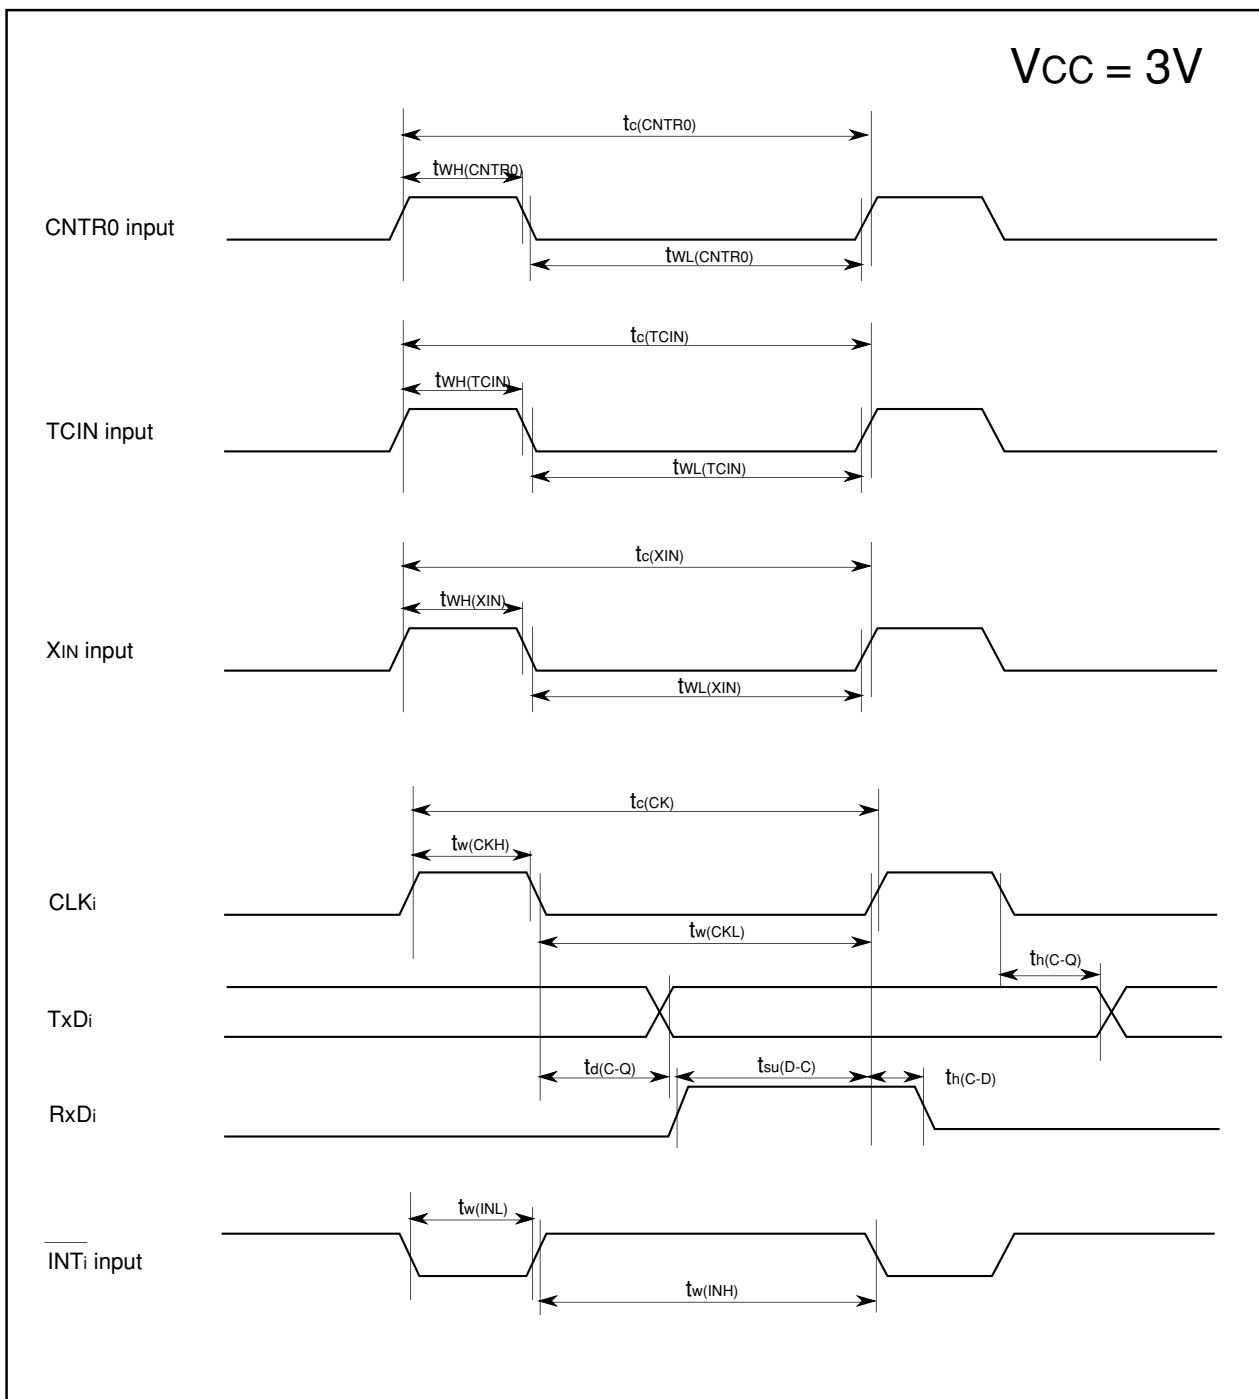 VCC = 3V
tc(CNTR0)
tWH(CNTR0)
CNTR0 input
tWL(CNTR0)
tc(TCIN)
tWH(TCIN)
TCIN input
tWL(TCIN)
tc(XIN)
tWH(XIN)
XIN input
tWL(XIN)
tc(CK)
tw(CKH)
CLKi
tw(CKL)
th(C-Q)
TxDi
td(C-Q)
tsu(D-C)
th(C-D)
RxDi
tw(INL)
INTi input
tw(INH)